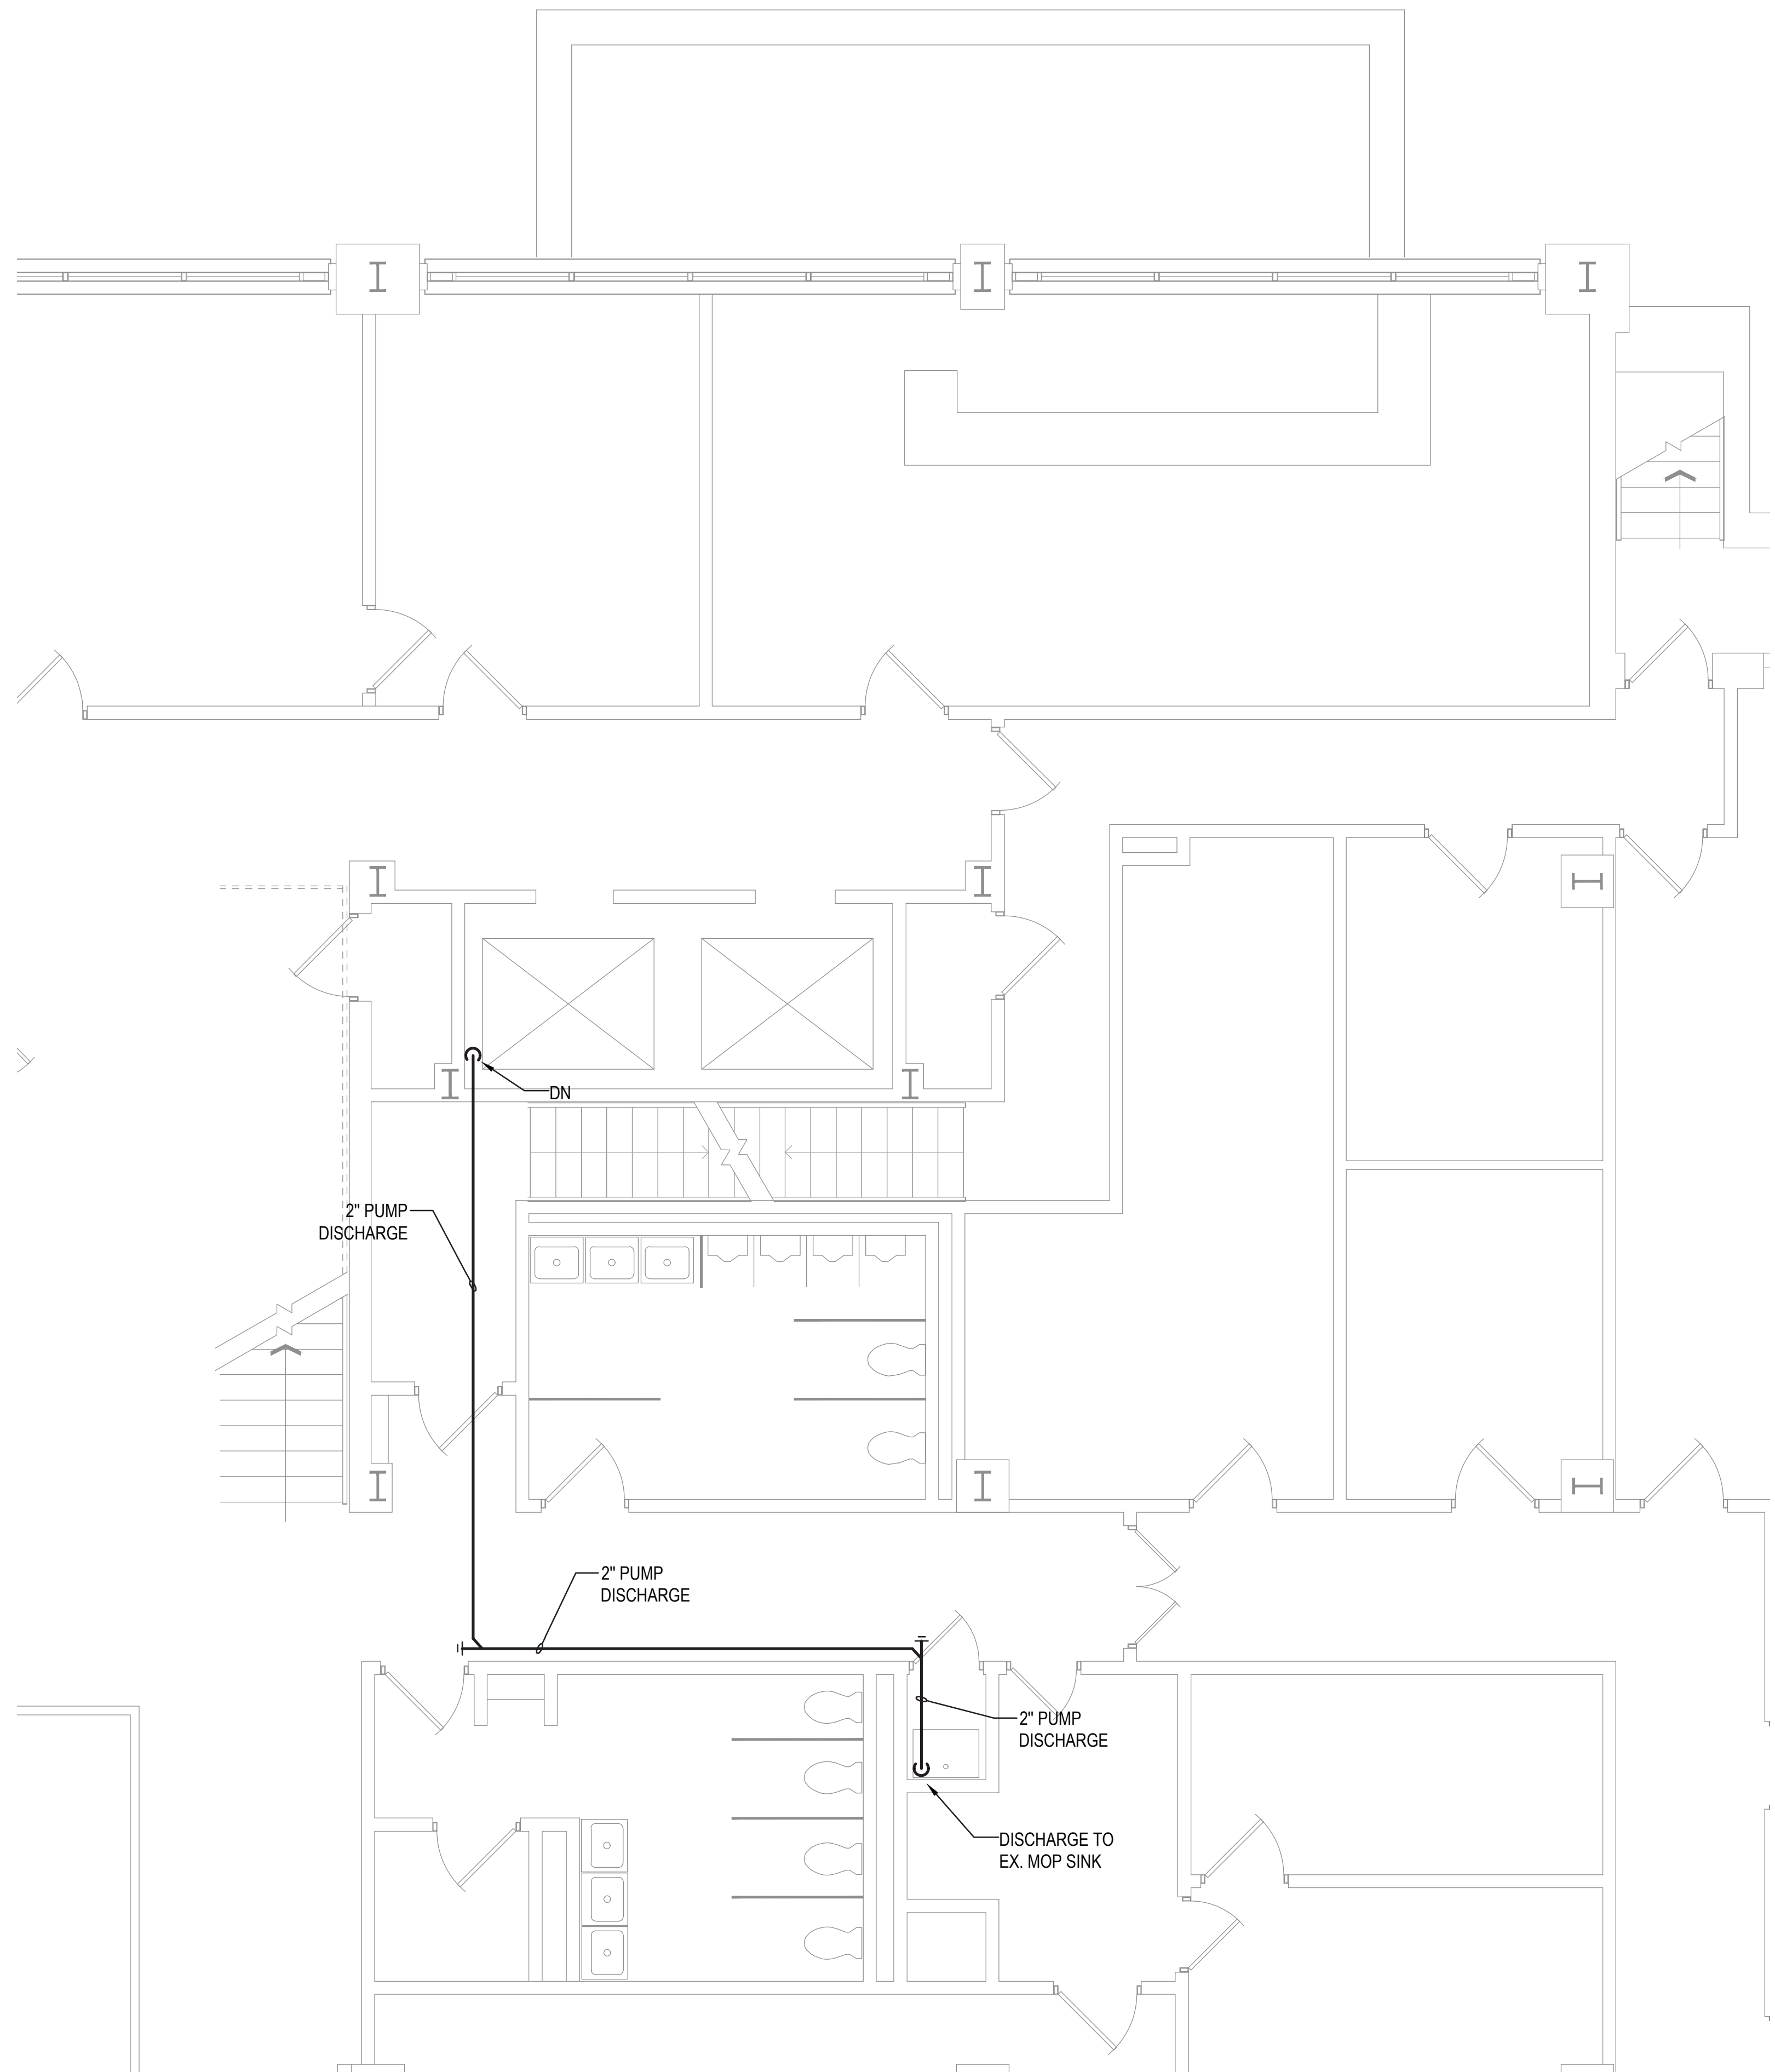 DN
2" PUMP
DISCHARGE
2" PUMP
DISCHARGE
2" PUMP
DISCHARGE
DISCHARGE TO
EX. MOP SINK